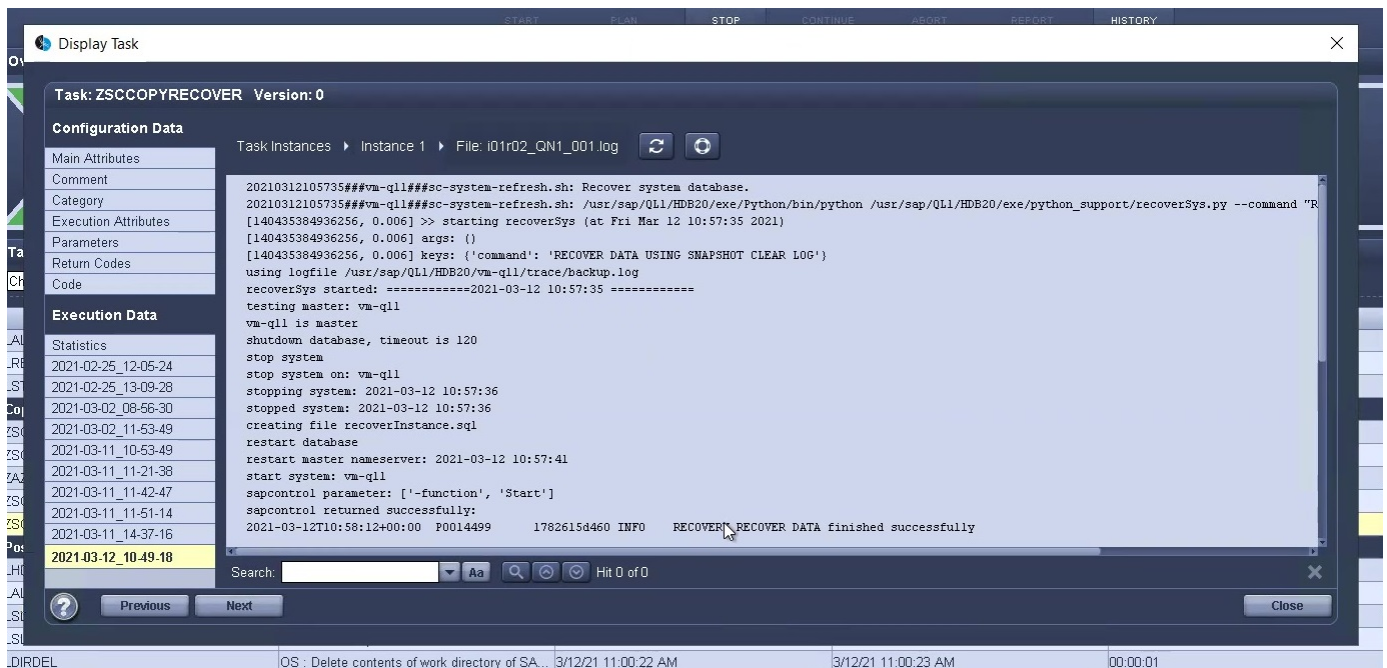 START PLAN STOP CONTINUE ABORT REPORT HISTORY
Display Task
Task: ZSCCOPYRECOVER Version: 0
Configuration Data
Main Attributes
Comment
Category
Execution Attributes
Parameters
Return Codes
Code
Execution Data
Statistics
2021-02-25_12-05-24
2021-02-25_13-09-28
2021-03-02_08-56-30
2021-03-02_11-53-49
2021-03-11_10-53-49
2021-03-11_11-21-38
2021-03-11_11-42-47
2021-03-11_11-51-14
2021-03-11_14-37-16
2021-03-12_10-49-18
Task Instances Instance 1 File: i01r02_QN1_001.log
20210312105735###vm-ql1###sc-system-refresh.sh: Recover system database.
20210312105735###vm-ql1###sc-system-refresh.sh: /usr/sap/QL1/HDB20/exe/Python/bin/python /usr/sap/QL1/HDB20/exe/python_support/recoverSys.py --command "R
[140435384936256, 0.006] >> starting recoverSys (at Fri Mar 12 10:57:35 2021)
[140435384936256, 0.006] args: ()
[140435384936256, 0.006] keys: {'command': 'RECOVER DATA USING SNAPSHOT CLEAR LOG'}
using logfile /usr/sap/QL1/HDB20/vm-ql1/trace/backup.log
recoverSys started: ============2021-03-12 10:57:35 ============
testing master: vm-ql1
vm-ql1 is master
shutdown database, timeout is 120
stop system
stop system on: vm-ql1
stopping system: 2021-03-12 10:57:36
stopped system: 2021-03-12 10:57:36
creating file recoverInstance.sql
restart database
restart master nameserver: 2021-03-12 10:57:41
start system: vm-ql1
sapcontrol parameter: ['-function', 'Start']
sapcontrol returned successfully:
2021-03-12T10:58:12+00:00 P0014499 1782615d460 INFO RECOVERY RECOVER DATA finished successfully
Search: Aa Hit 0 of 0
Previous Next Close
LDIRDEL OS : Delete contents of work directory of SA... 3/12/21 11:00:22 AM 3/12/21 11:00:23 AM 00:00:01